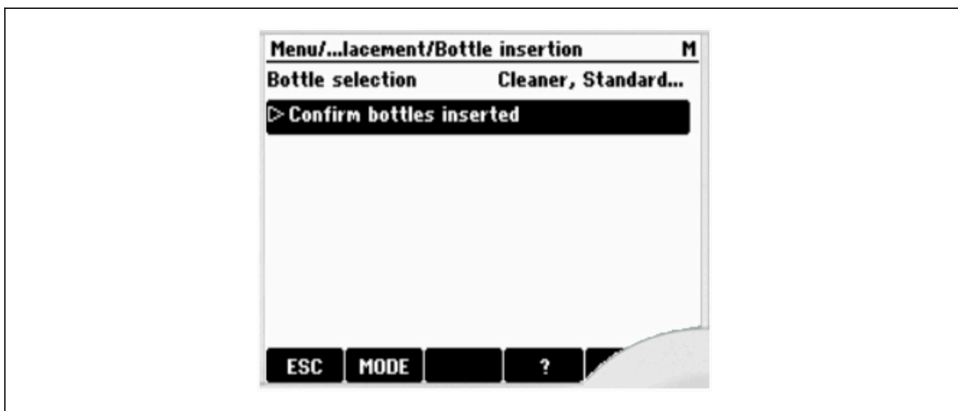 Menu/...lacement/Bottle insertion M
Bottle selection Cleaner, Standard...
▷ Confirm bottles inserted
ESC MODE ?